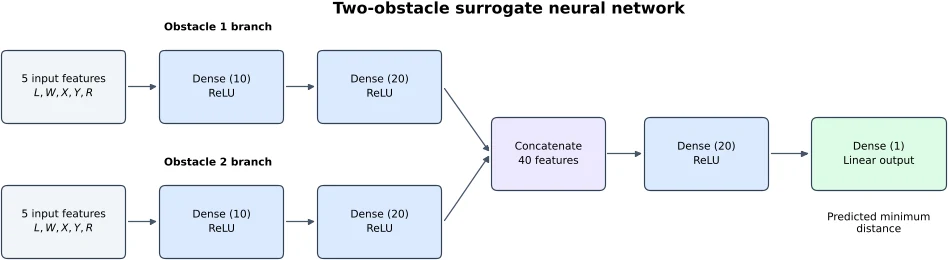 Two-obstacle surrogate neural network
Obstacle 1 branch
5 input features
L, W, X, Y, R
Dense (10)
ReLU
Dense (20)
ReLU
Obstacle 2 branch
5 input features
L, W, X, Y, R
Dense (10)
ReLU
Dense (20)
ReLU
Concatenate
40 features
Dense (20)
ReLU
Dense (1)
Linear output
Predicted minimum
distance